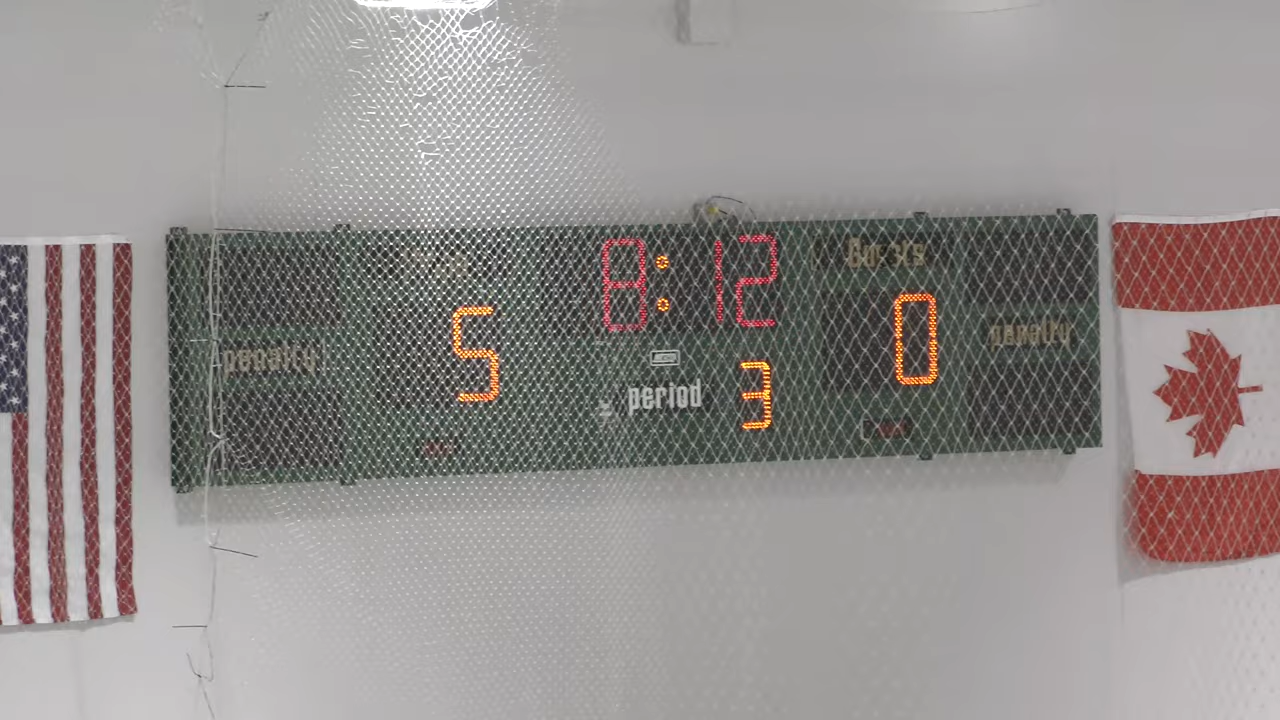 8:12
Guests
penalty
5
0
penalty
period 3